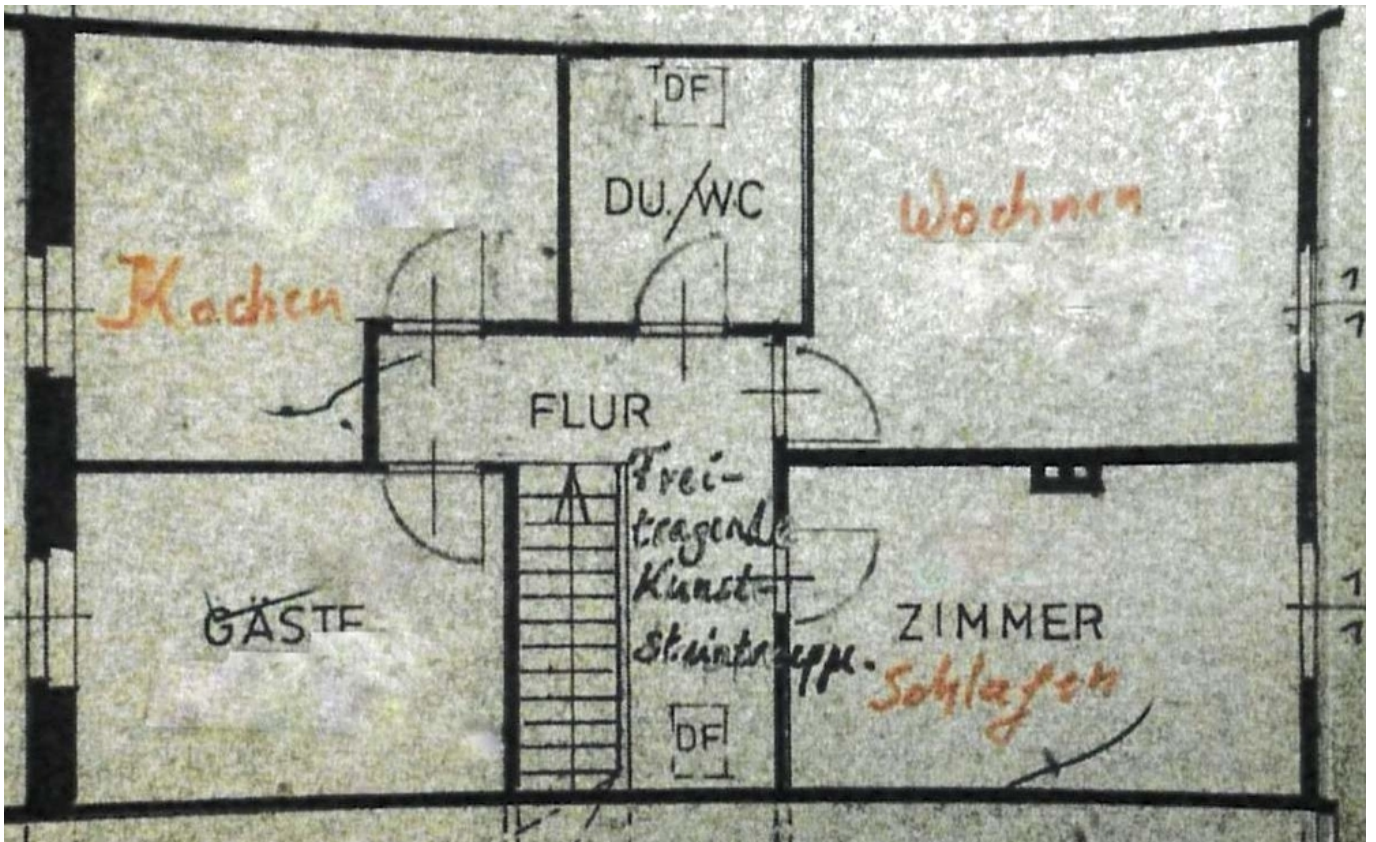 DF
DU./WC
Wochnen
Kochen
FLUR
Frei-
tragende
Kunst-
steintreppe.
GÄSTE
ZIMMER
Schlafen
DF
1
1
1
1